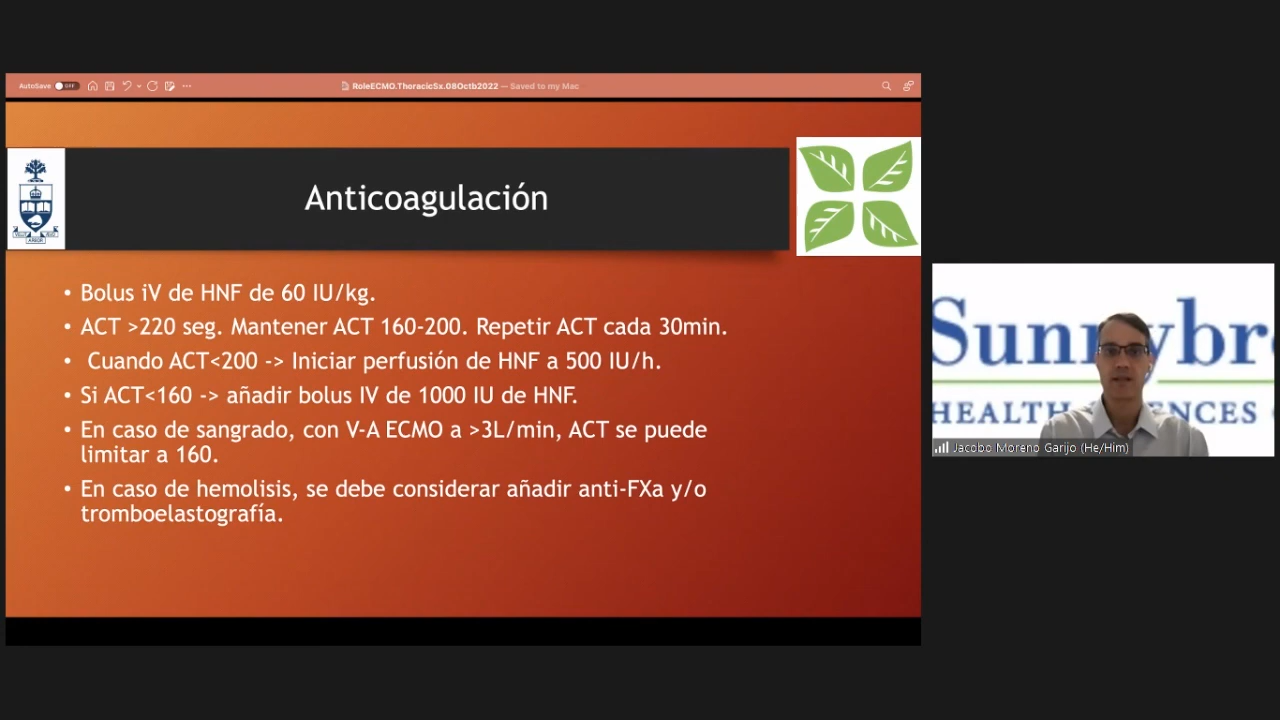 AutoSave OFF
RoleECMO.ThoracicSx.08Octb2022 — Saved to my Mac
Anticoagulación
• Bolus iV de HNF de 60 IU/kg.
• ACT >220 seg. Mantener ACT 160-200. Repetir ACT cada 30min.
• Cuando ACT<200 -> Iniciar perfusión de HNF a 500 IU/h.
• Si ACT<160 -> añadir bolus IV de 1000 IU de HNF.
• En caso de sangrado, con V-A ECMO a >3L/min, ACT se puede
limitar a 160.
• En caso de hemolisis, se debe considerar añadir anti-FXa y/o
tromboelastografía.
Sunnybr
HEALTH
Jacobo Moreno Garijo (He/Him)